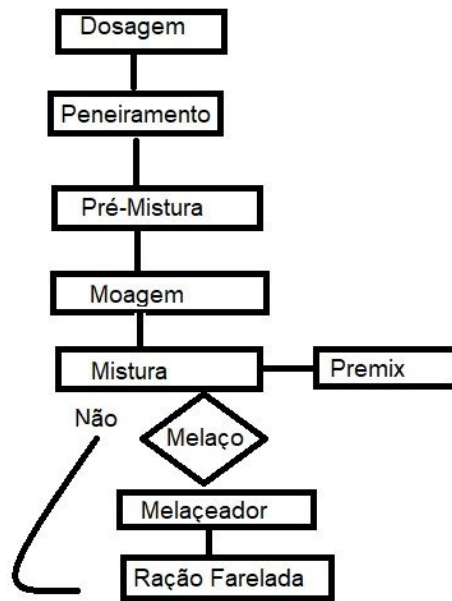 Dosagem
Peneiramento
Pré-Mistura
Moagem
Mistura
Premix
Não
Melaço
Melaçeador
Ração Farelada